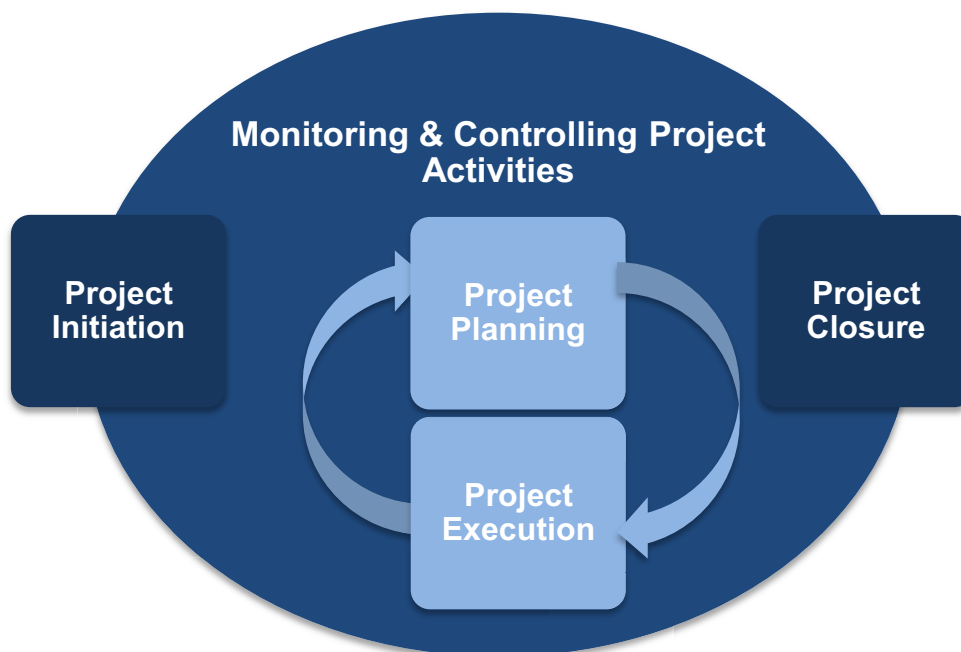 Monitoring & Controlling Project
Activities
Project
Initiation
Project
Planning
Project
Closure
Project
Execution